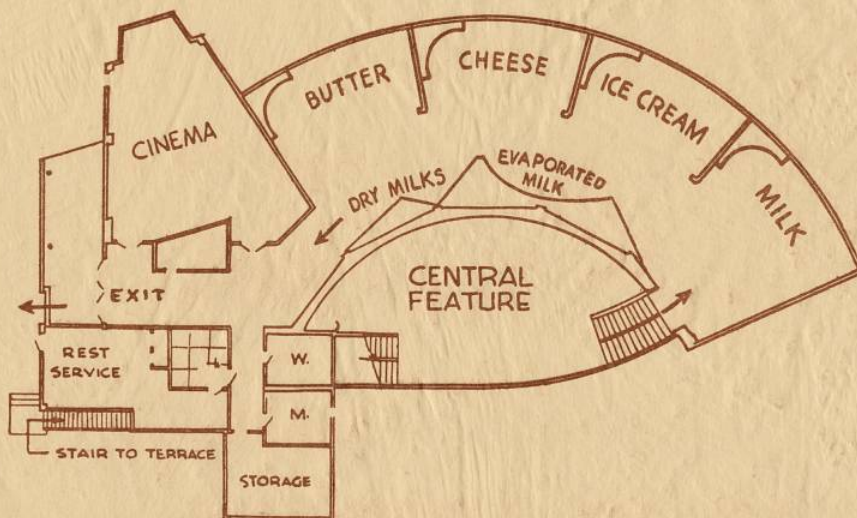 BUTTER
CHEESE
ICE CREAM
MILK
CINEMA
DRY MILKS
EVAPORATED
MILK
CENTRAL
FEATURE
EXIT
REST
SERVICE
W.
M.
STAIR TO TERRACE
STORAGE